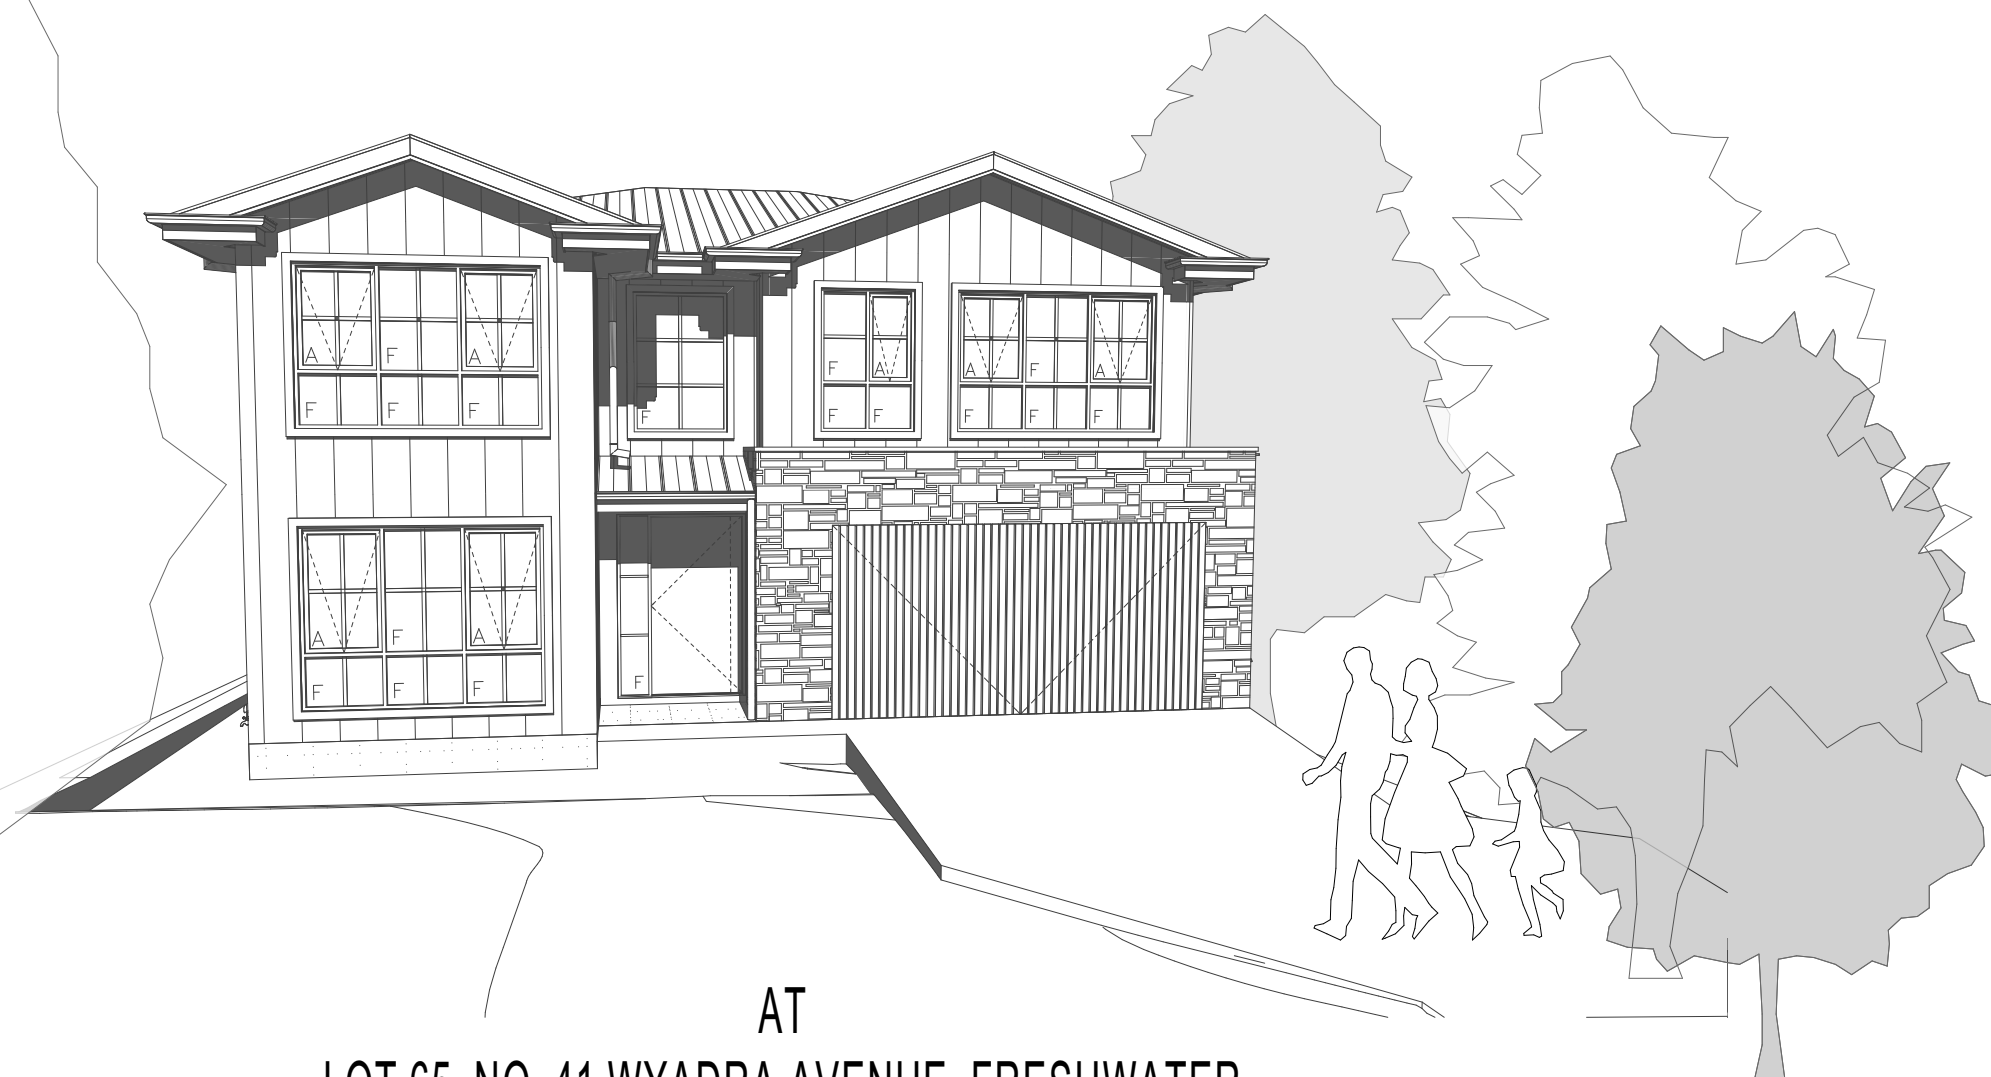 A F A F A A F A
F F F F F F F F F
A F A
F F F F
AT
LOT 65, NO. 41 WYADRA AVENUE, FRESHWATER